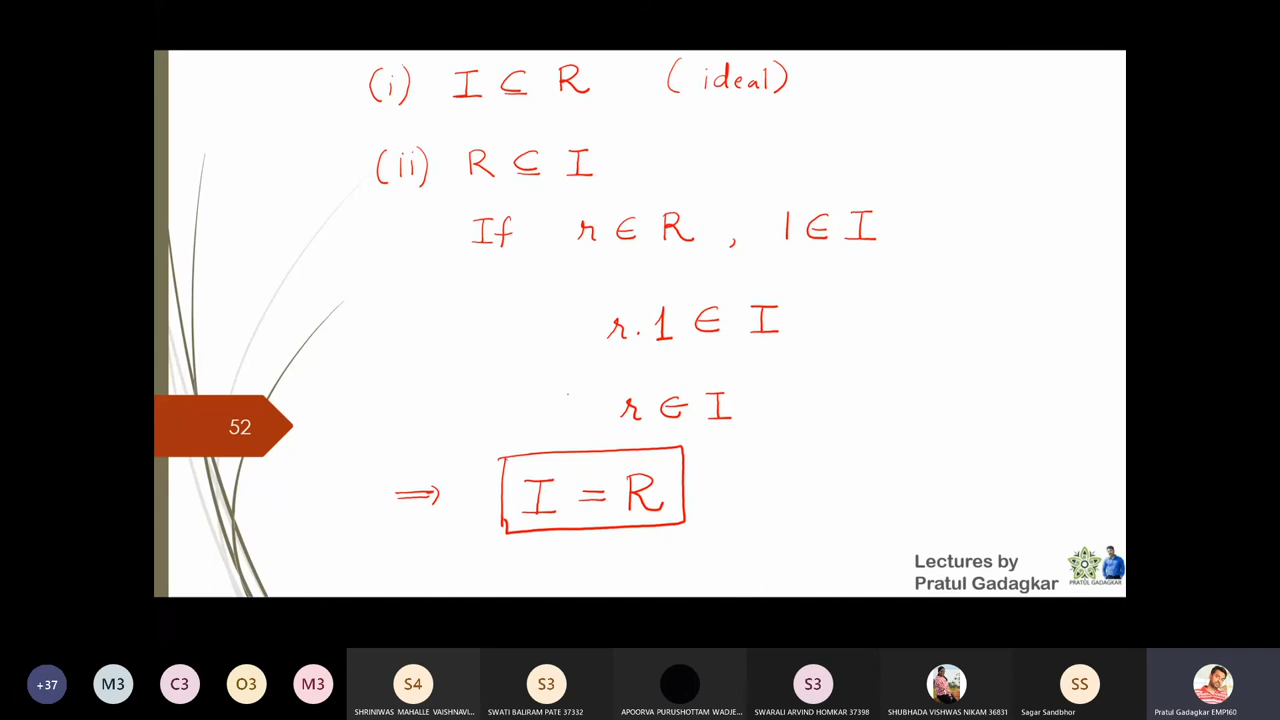 (i) I ⊆ R (ideal)
(ii) R ⊆ I
If r ∈ R , 1 ∈ I
r.1 ∈ I
r ∈ I
52
⇒ I = R
Lectures by
Pratul Gadagkar
PRATUL GADAGKAR
+37 M3 C3 O3 M3 S4 S3 S3 SS
SHRINIWAS MAHALLE VAISHNAVI... SWATI BALIRAM PATE 37332 APOORVA PURUSHOTTAM WADJE... SWARALI ARVIND HOMKAR 37398 SHUBHADA VISHWAS NIKAM 36831 Sagar Sandbhor Pratul Gadagkar EMP160